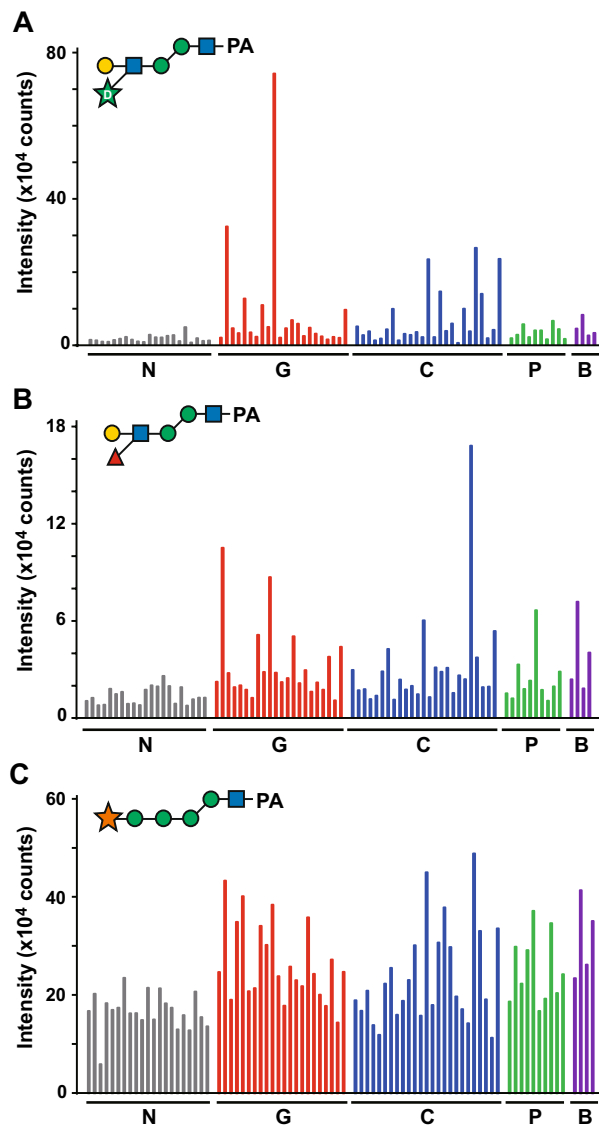 A
PA
D
Intensity (x10⁴ counts)
80
40
0
N G C P B
B
PA
Intensity (x10⁴ counts)
18
12
6
0
N G C P B
C
PA
Intensity (x10⁴ counts)
60
40
20
0
N G C P B